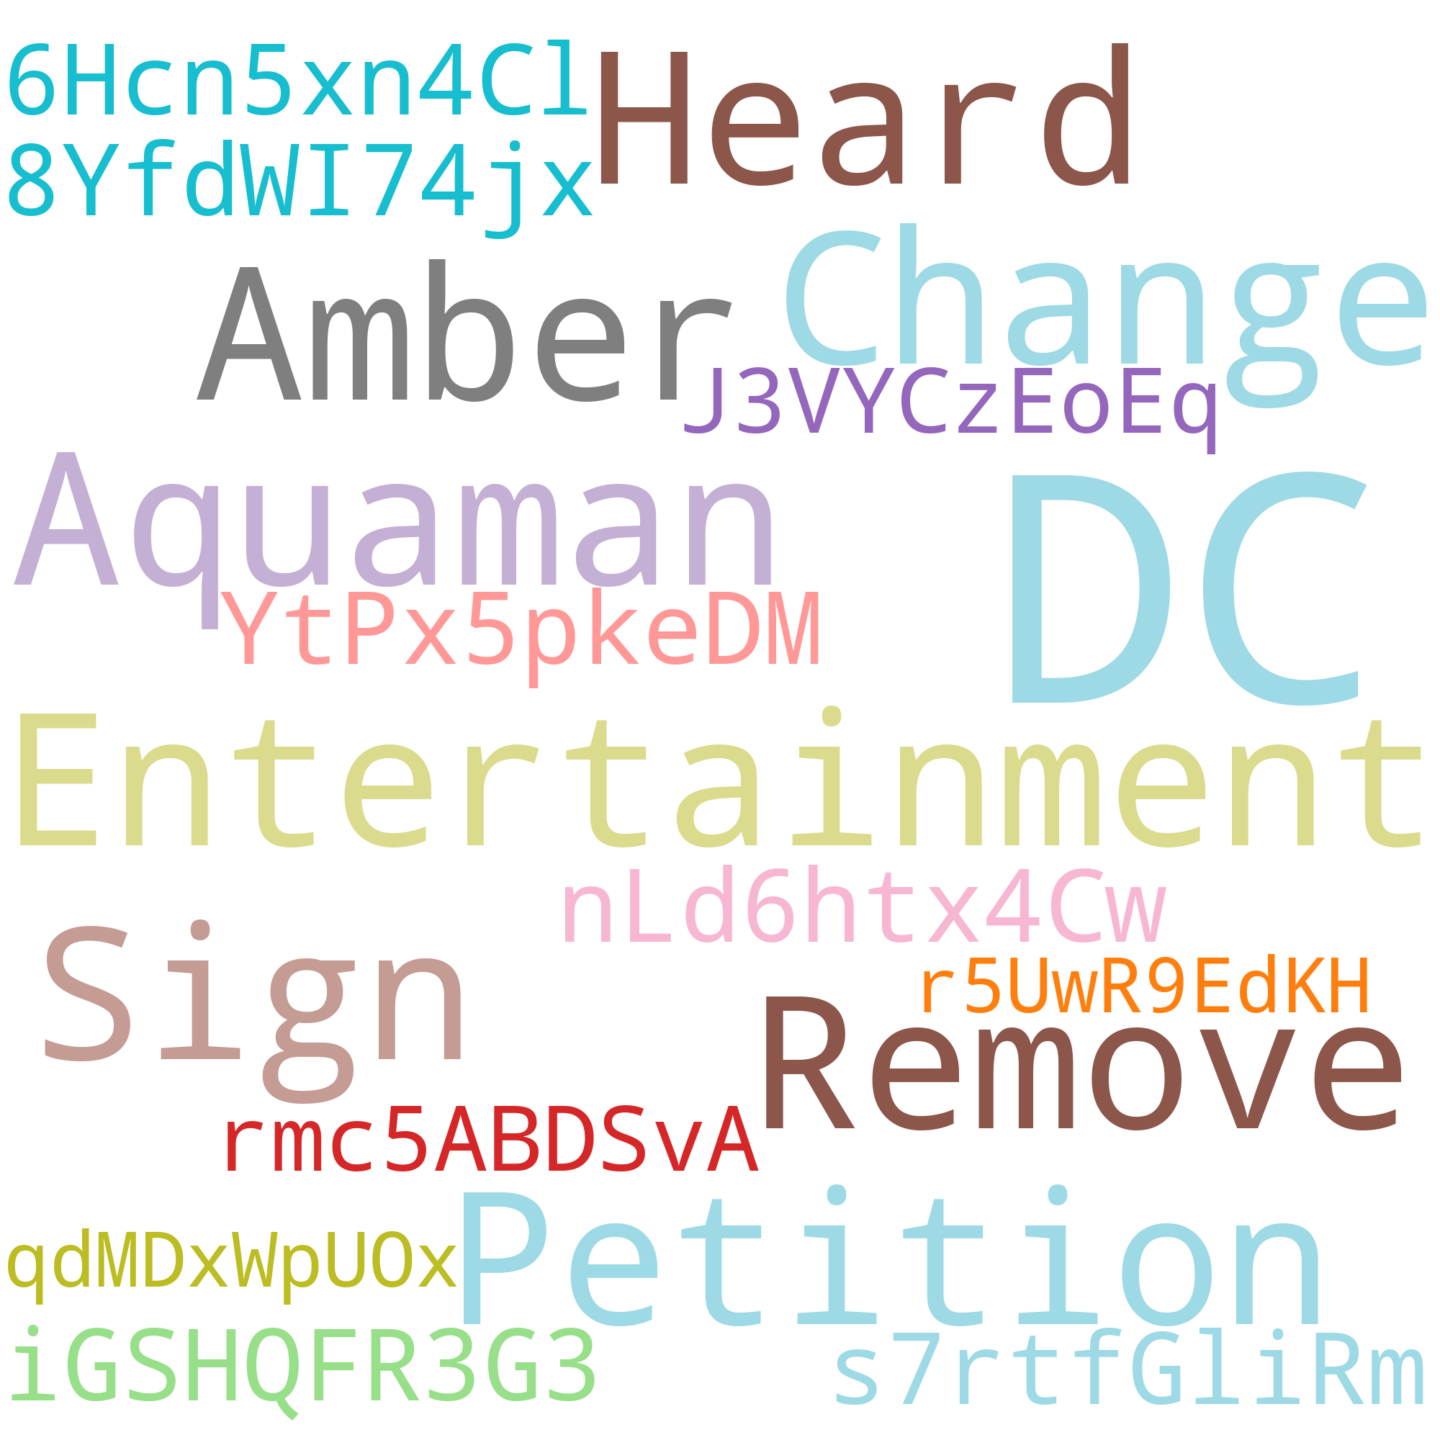 6Hcn5xn4Cl
Heard
8YfdWI74jx
Amber
Change
J3VYCzEoEq
Aquaman
DC
YtPx5pkeDM
Entertainment
nLd6htx4Cw
Sign
r5UwR9EdKH
Remove
rmc5ABDSvA
Petition
qdMDxWpUOx
iGSHQFR3G3
s7rtfGliRm